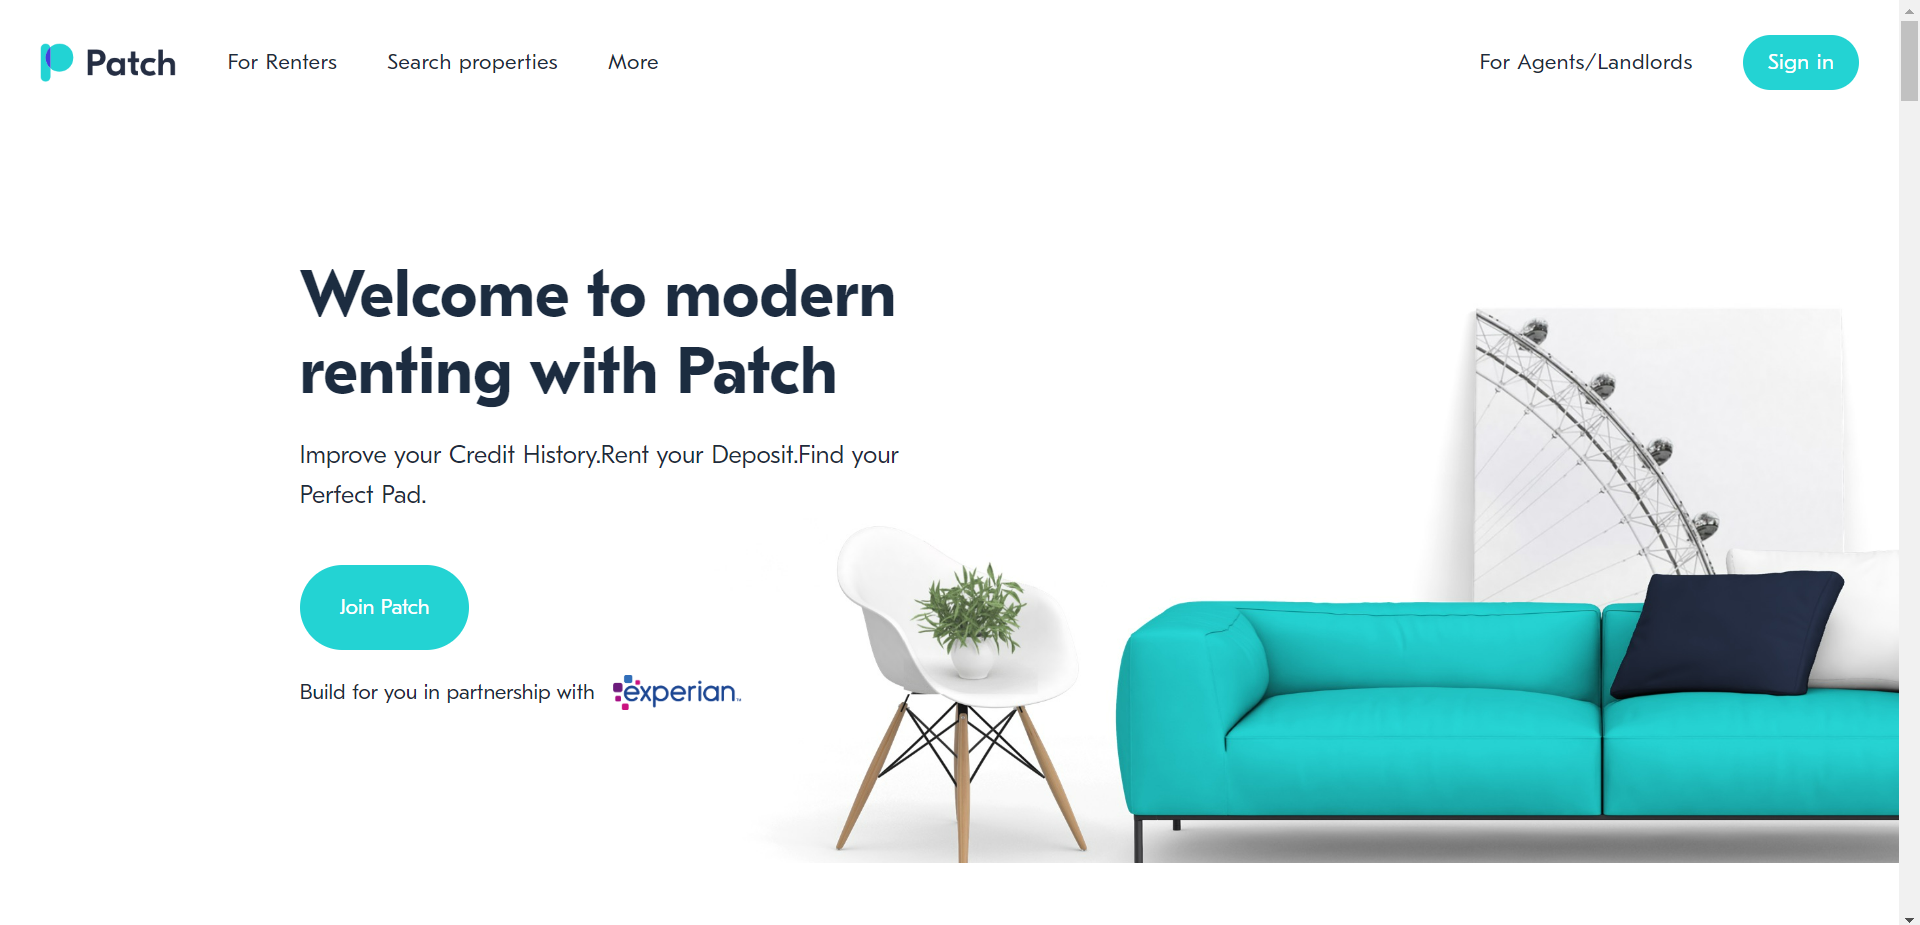 Patch
For Renters
Search properties
More
For Agents/Landlords
Sign in
Welcome to modern
renting with Patch
Improve your Credit History.Rent your Deposit.Find your
Perfect Pad.
Join Patch
Build for you in partnership with
experian™